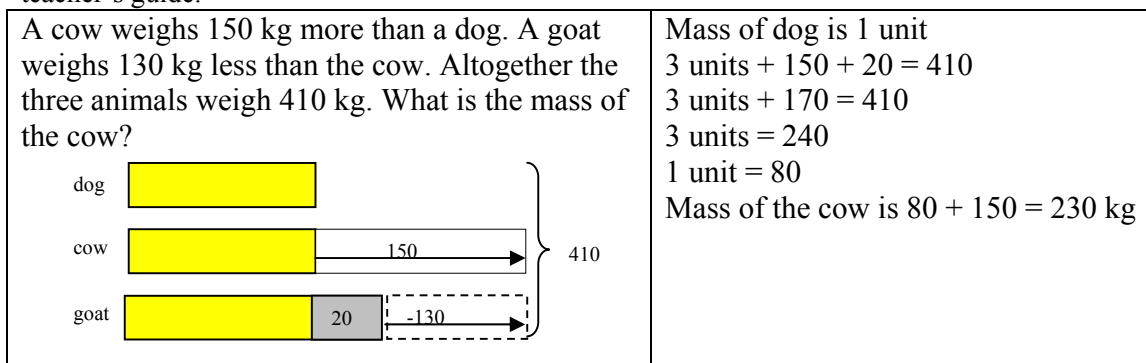 teacher's guide.
A cow weighs 150 kg more than a dog. A goat
weighs 130 kg less than the cow. Altogether the
three animals weigh 410 kg. What is the mass of
the cow?
dog
cow
150
410
goat
20
-130
Mass of dog is 1 unit
3 units + 150 + 20 = 410
3 units + 170 = 410
3 units = 240
1 unit = 80
Mass of the cow is 80 + 150 = 230 kg